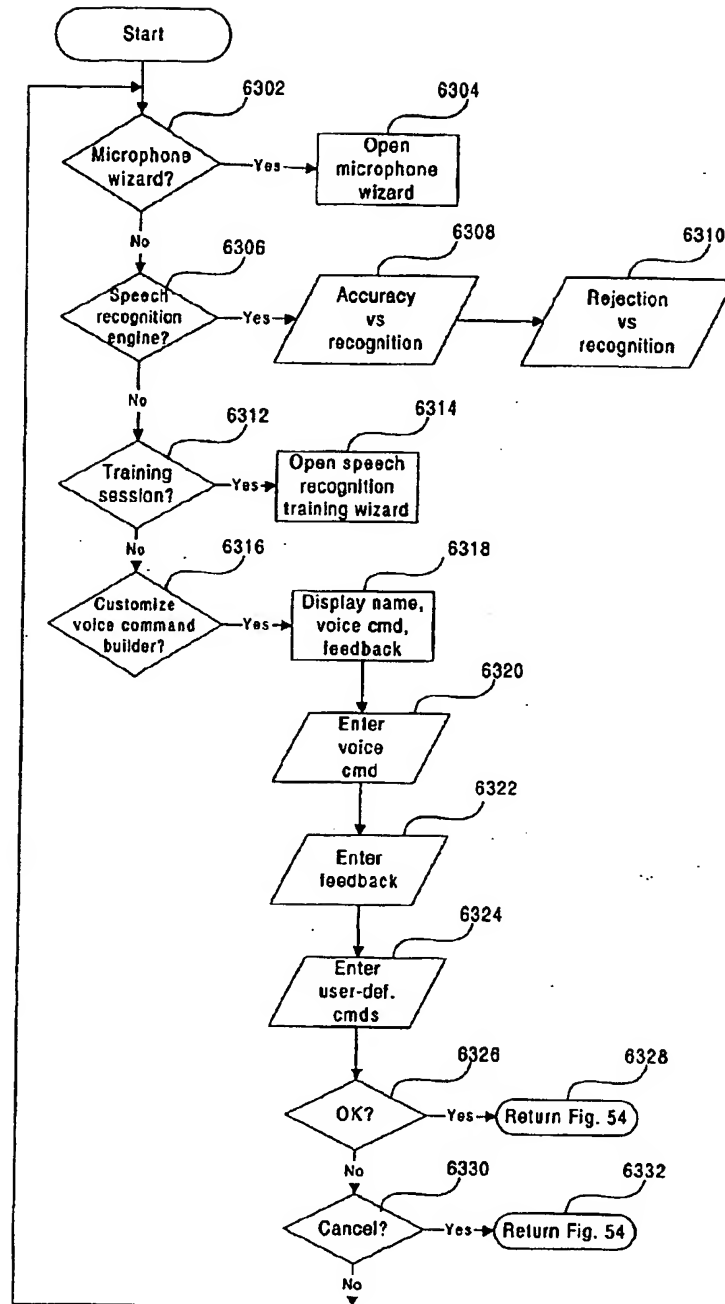 Start
6302
6304
Microphone
wizard?
Yes
Open
microphone
wizard
No
6306
6308
6310
Speech
recognition
engine?
Yes
Accuracy
vs
recognition
Rejection
vs
recognition
No
6312
6314
Training
session?
Yes
Open speech
recognition
training wizard
No
6316
6318
Customize
voice command
builder?
Yes
Display name,
voice cmd,
feedback
6320
Enter
voice
cmd
6322
Enter
feedback
6324
Enter
user-def.
cmds
6326
6328
OK?
Yes
Return Fig. 54
No
6330
6332
Cancel?
Yes
Return Fig. 54
No